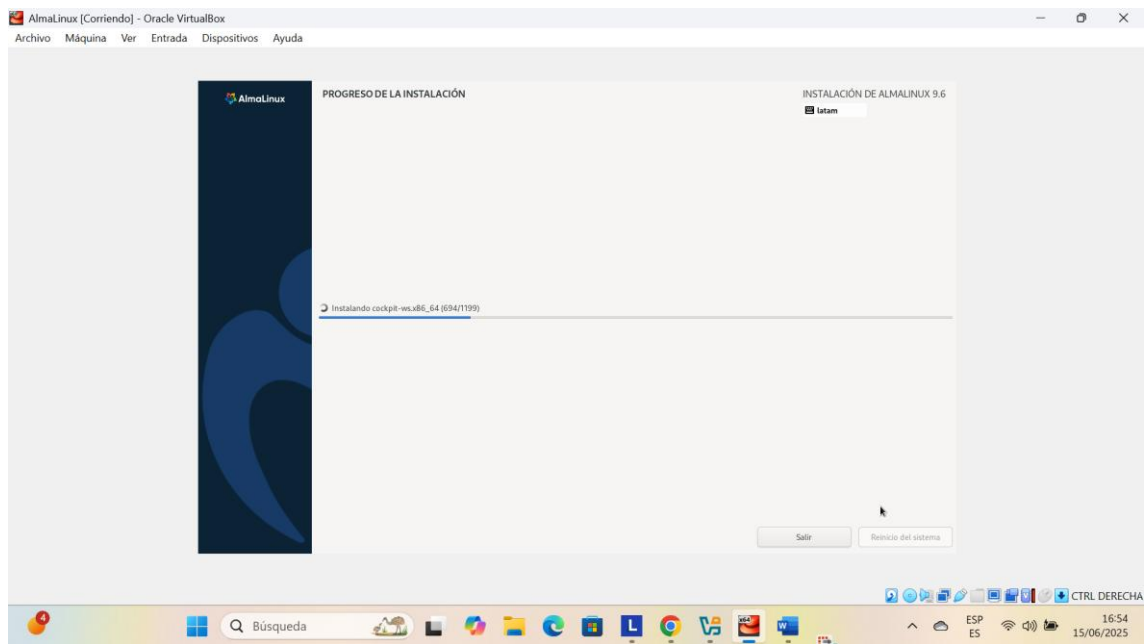 AlmaLinux [Corriendo] - Oracle VirtualBox
Archivo Máquina Ver Entrada Dispositivos Ayuda
AlmaLinux
PROGRESO DE LA INSTALACIÓN
INSTALACIÓN DE ALMALINUX 9.6
latam
Instalando cockpit-ws.x86_64 (694/1199)
Salir
Reinicio del sistema
CTRL DERECHA
4
Búsqueda
L
W
ESP
ES
16:54
15/06/2025